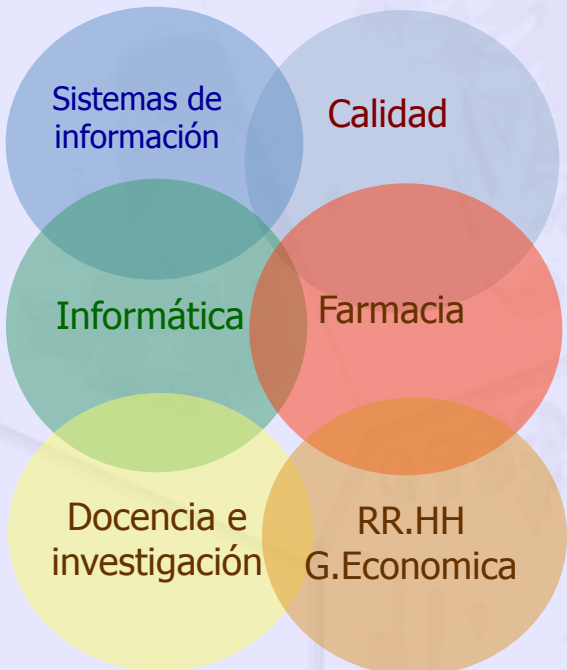 Sistemas de
información
Calidad
Informática
Farmacia
Docencia e
investigación
RR.HH
G.Economica